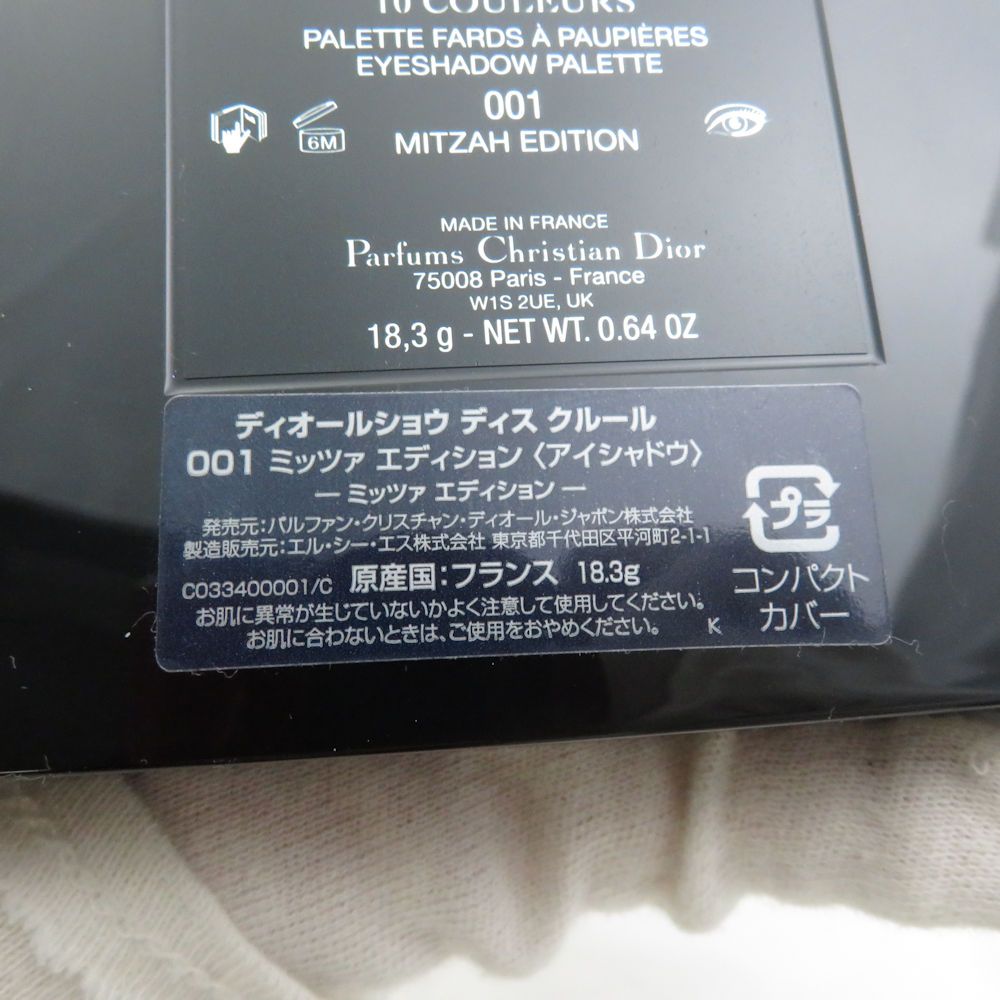 10 COULEURS
PALETTE FARDS À PAUPIÈRES
EYESHADOW PALETTE
001
MITZAH EDITION
6M
MADE IN FRANCE
Parfums Christian Dior
75008 Paris - France
W1S 2UE, UK
18,3 g - NET WT. 0.64 OZ
ディオールショウ ディス クルール
001 ミッツァ エディション〈アイシャドウ〉
― ミッツァ エディション ―
発売元:パルファン・クリスチャン・ディオール・ジャポン株式会社
製造販売元:エル・シー・エス株式会社 東京都千代田区平河町2-1-1
C033400001/C 原産国:フランス 18.3g
お肌に異常が生じていないかよく注意して使用してください。
お肌に合わないときは、ご使用をおやめください。 K
プラ
コンパクト
カバー